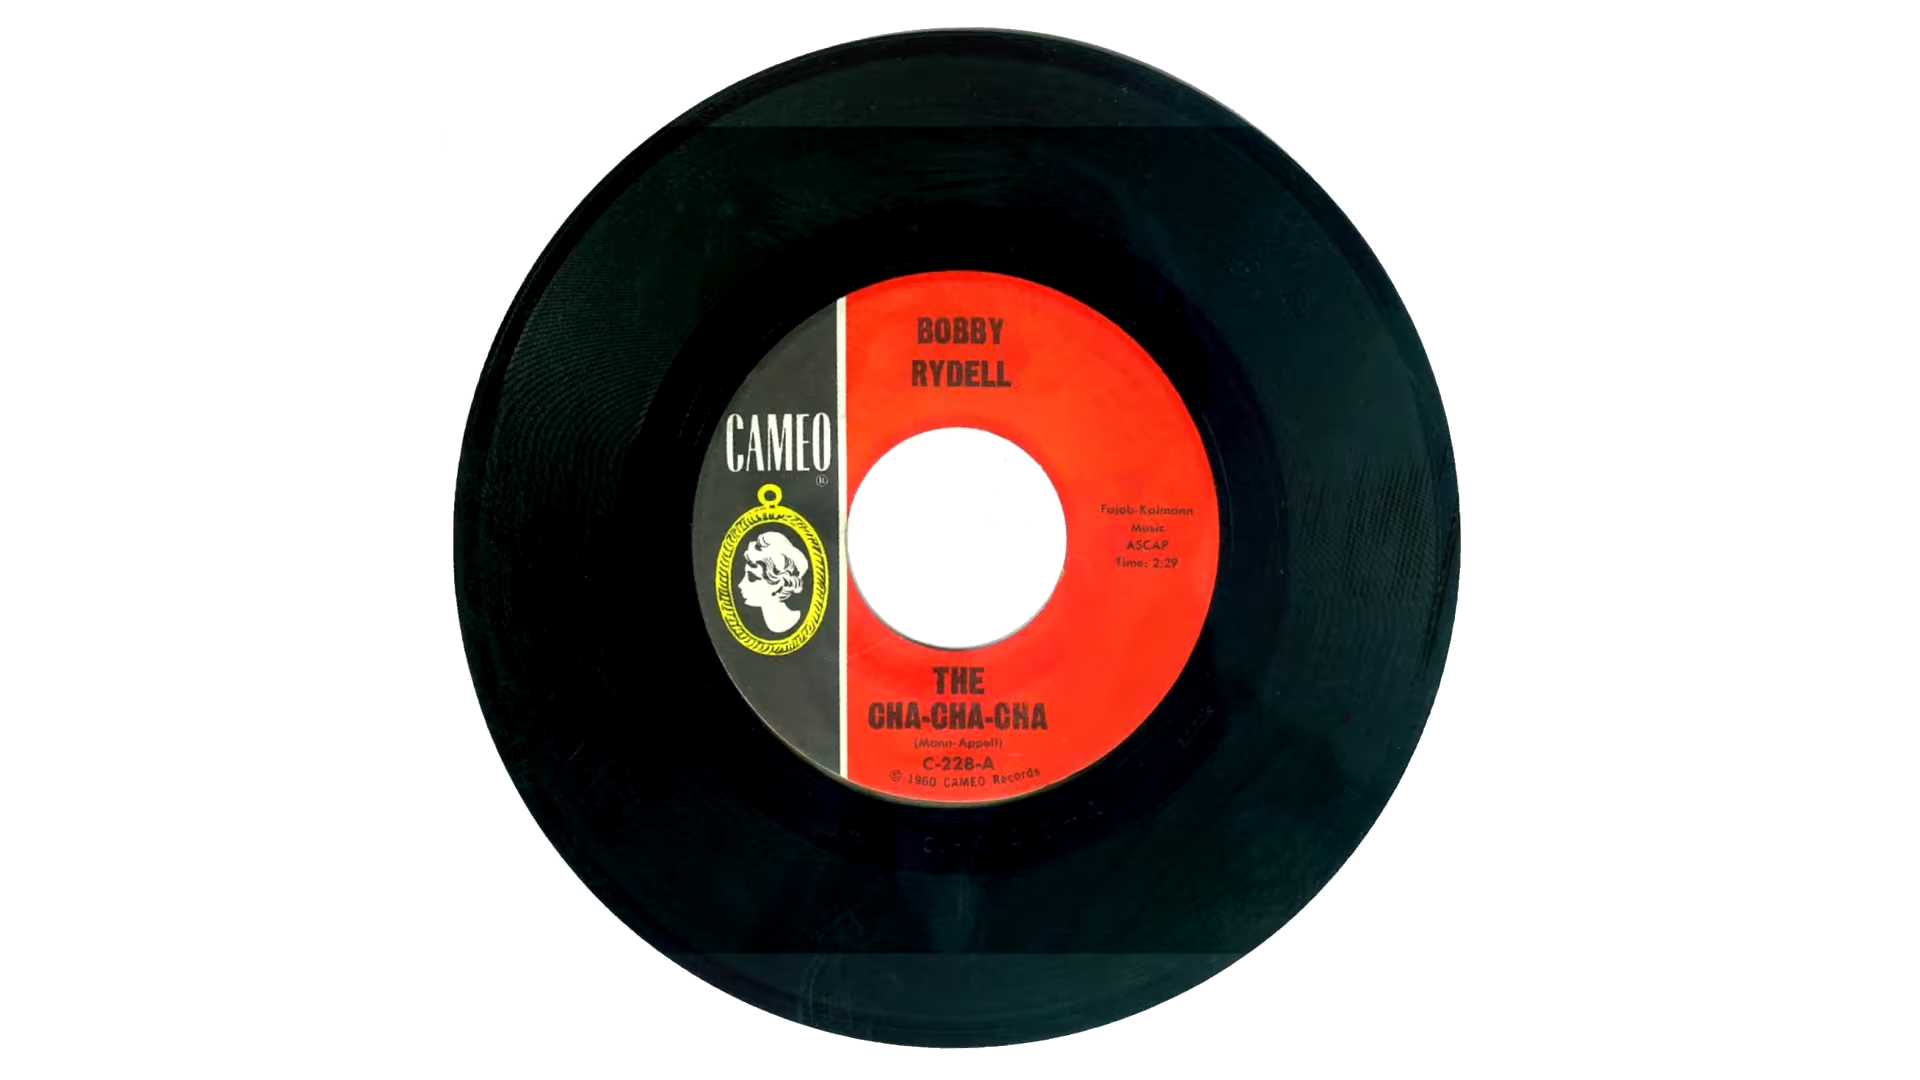 BOBBY
RYDELL
CAMEO
®
Fajob-Kalmann
Music
ASCAP
Time: 2:29
THE
CHA-CHA-CHA
(Mann-Appell)
C-228-A
© 1960 CAMEO Records